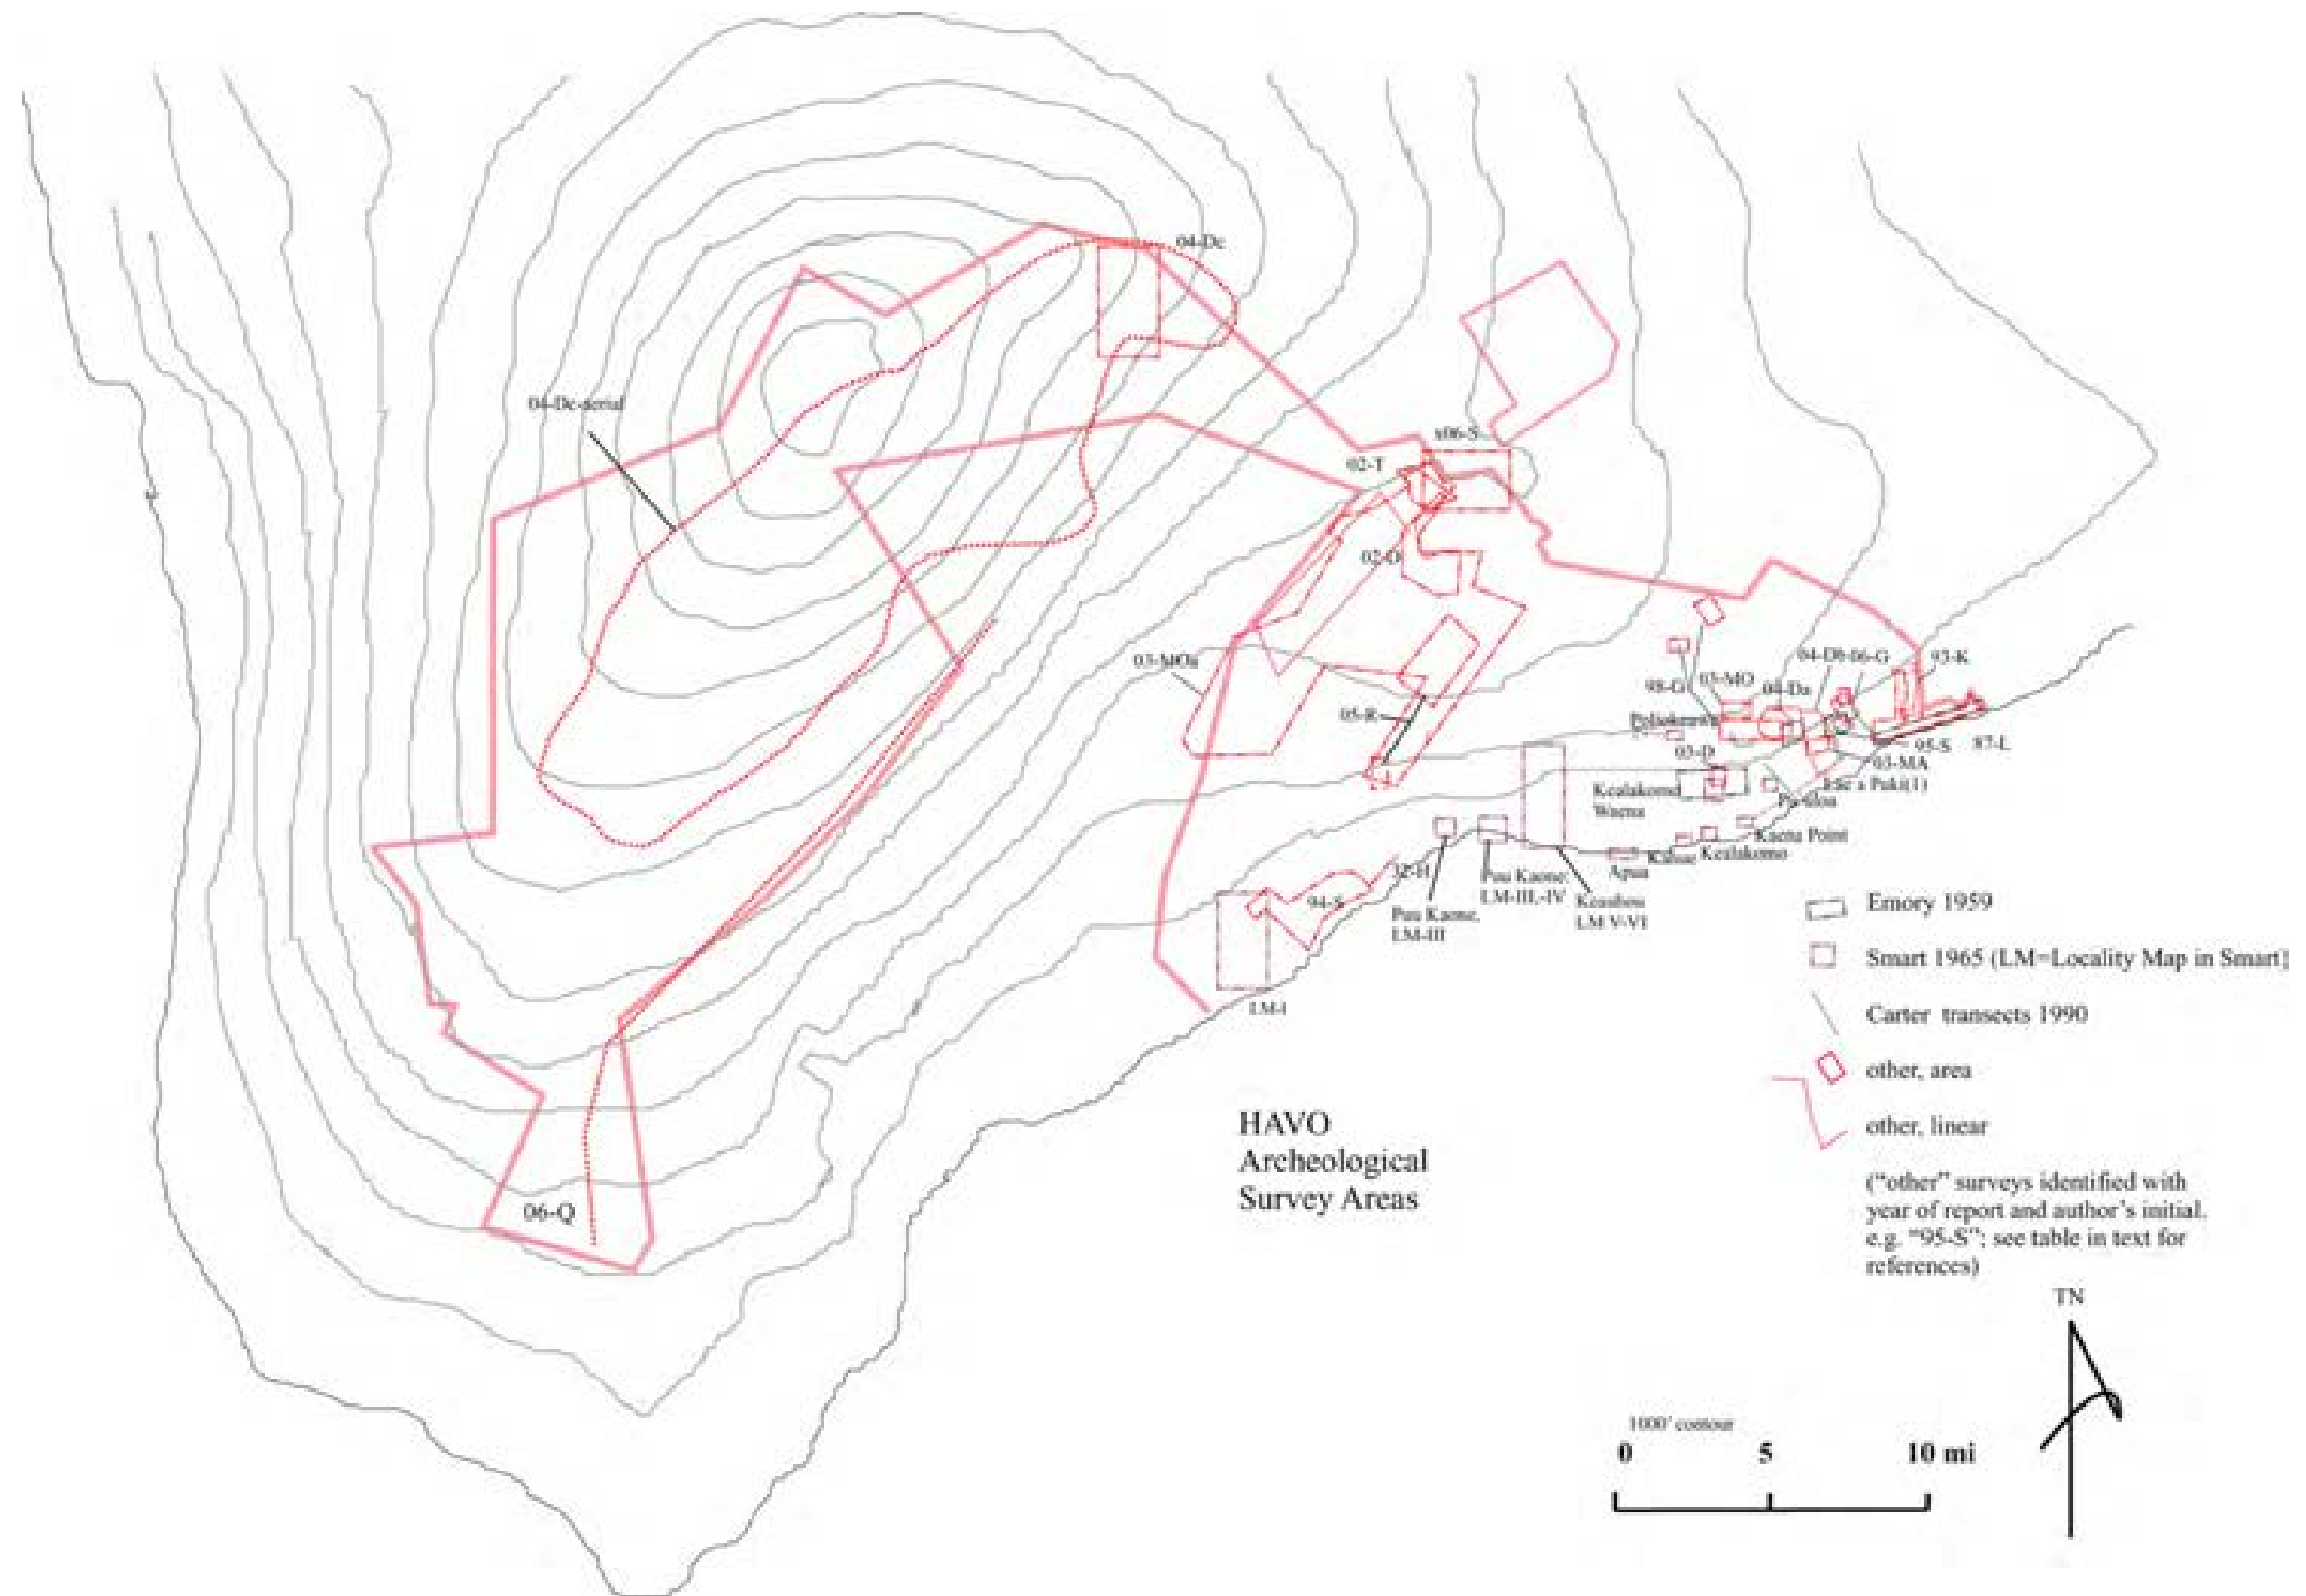 04-Dc
04-Dc-aerial
x06-S
02-T
02-D
03-MOa
04-Db
06-G
93-K
98-G
03-MO
04-Da
05-R
03-D
95-S
87-L
03-MA
Kealakomo
Waena
Kaena Point
Kealakomo
Apua
94-S
Puu Kaone,
LM-III
Puu Kaone,
LM-III,-IV
Keauhou
LM V-VI
LM-I
Emory 1959
Smart 1965 (LM=Locality Map in Smart)
Carter transects 1990
other, area
other, linear
("other" surveys identified with
year of report and author's initial.
e.g. "95-S"; see table in text for
references)
HAVO
Archeological
Survey Areas
06-Q
TN
1000' contour
0 5 10 mi